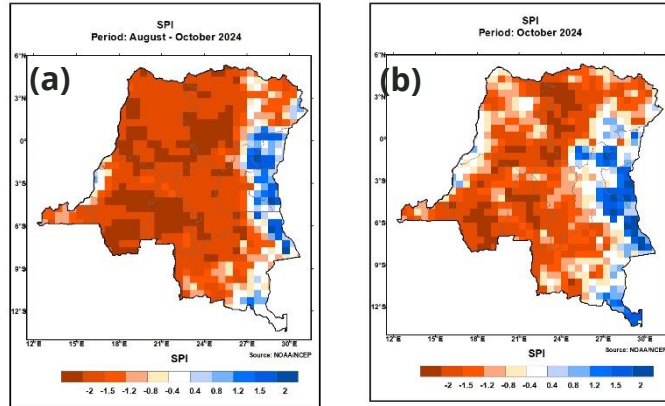 SPI
Period: August - October 2024
(a)
6°N
3°N
0°
3°S
6°S
9°S
12°S
12°E 15°E 18°E 21°E 24°E 27°E 30°E
Source: NOAA/NCEP
SPI
-2 -1.5 -1.2 -0.8 -0.4 0.4 0.8 1.2 1.5 2
SPI
Period: October 2024
(b)
6°N
3°N
0°
3°S
6°S
9°S
12°S
12°E 15°E 18°E 21°E 24°E 27°E 30°E
Source: NOAA/NCEP
SPI
-2 -1.5 -1.2 -0.8 -0.4 0.4 0.8 1.2 1.5 2